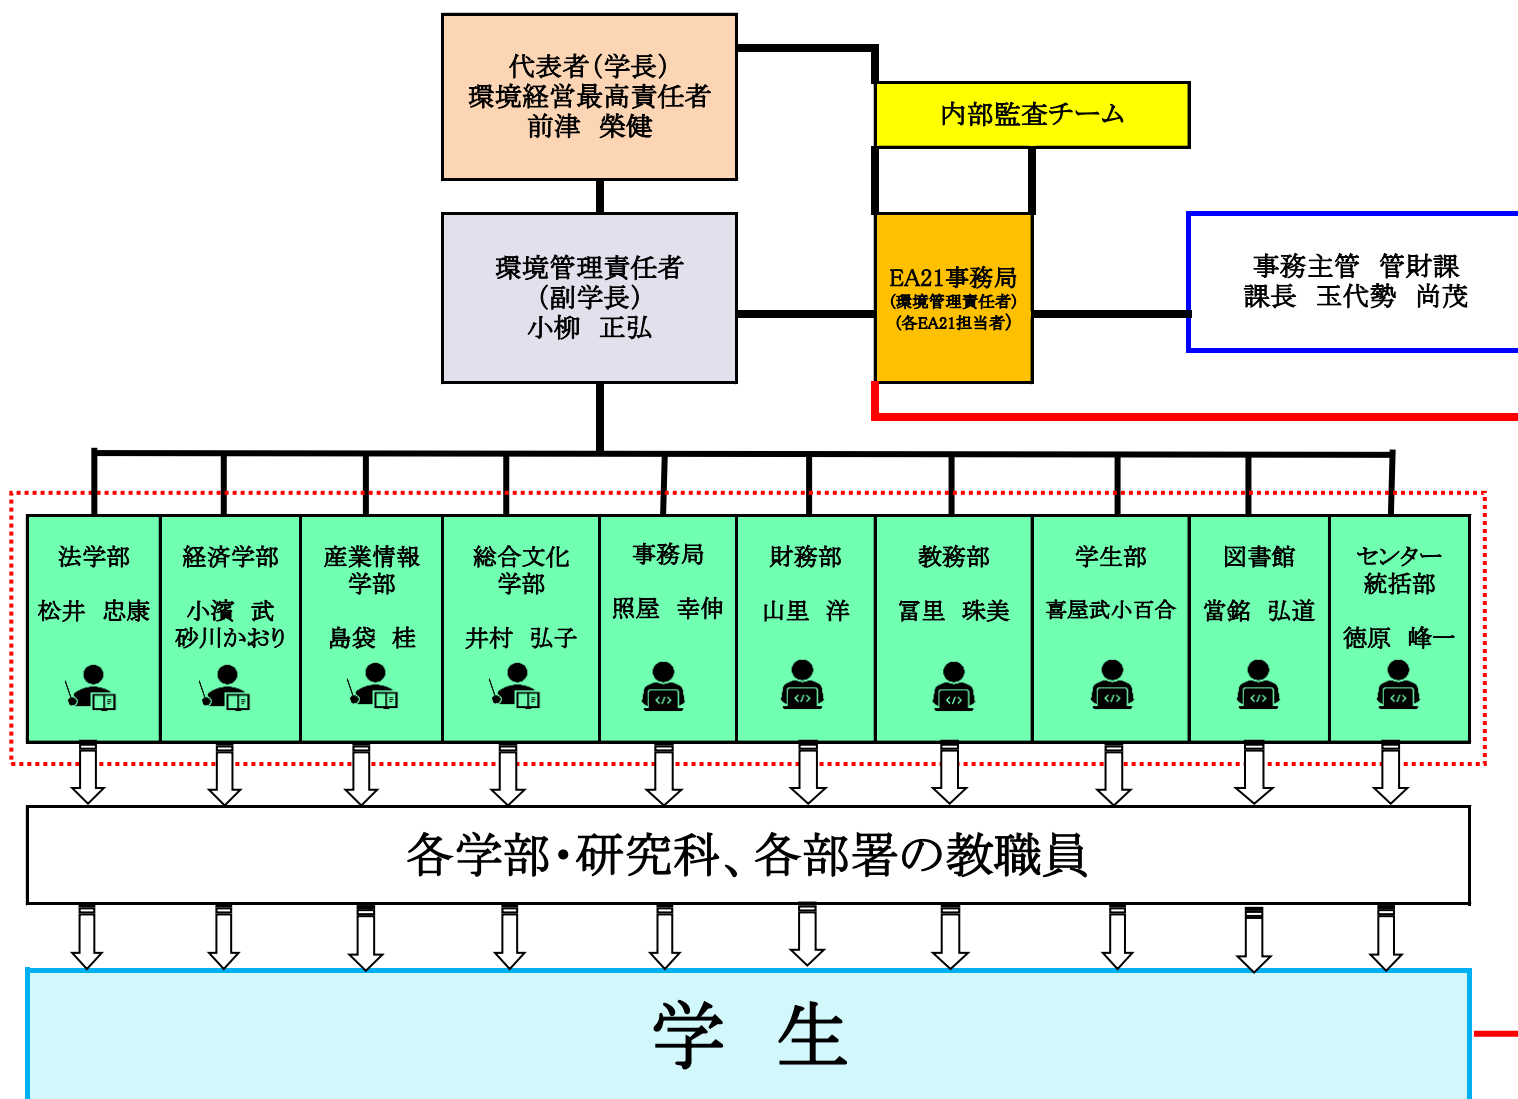 代表者（学長）
環境経営最高責任者
前津　榮健
内部監査チーム
環境管理責任者
（副学長）
小柳　正弘
EA21事務局
（環境管理責任者）
（各EA21担当者）
事務主管　管財課
課長　玉代勢　尚茂
法学部
松井　忠康
経済学部
小濱　武
砂川かおり
産業情報
学部
島袋　桂
総合文化
学部
井村　弘子
事務局
照屋　幸伸
財務部
山里　洋
教務部
冨里　珠美
学生部
喜屋武小百合
図書館
當銘　弘道
センター
統括部
徳原　峰一
各学部・研究科、各部署の教職員
学　生